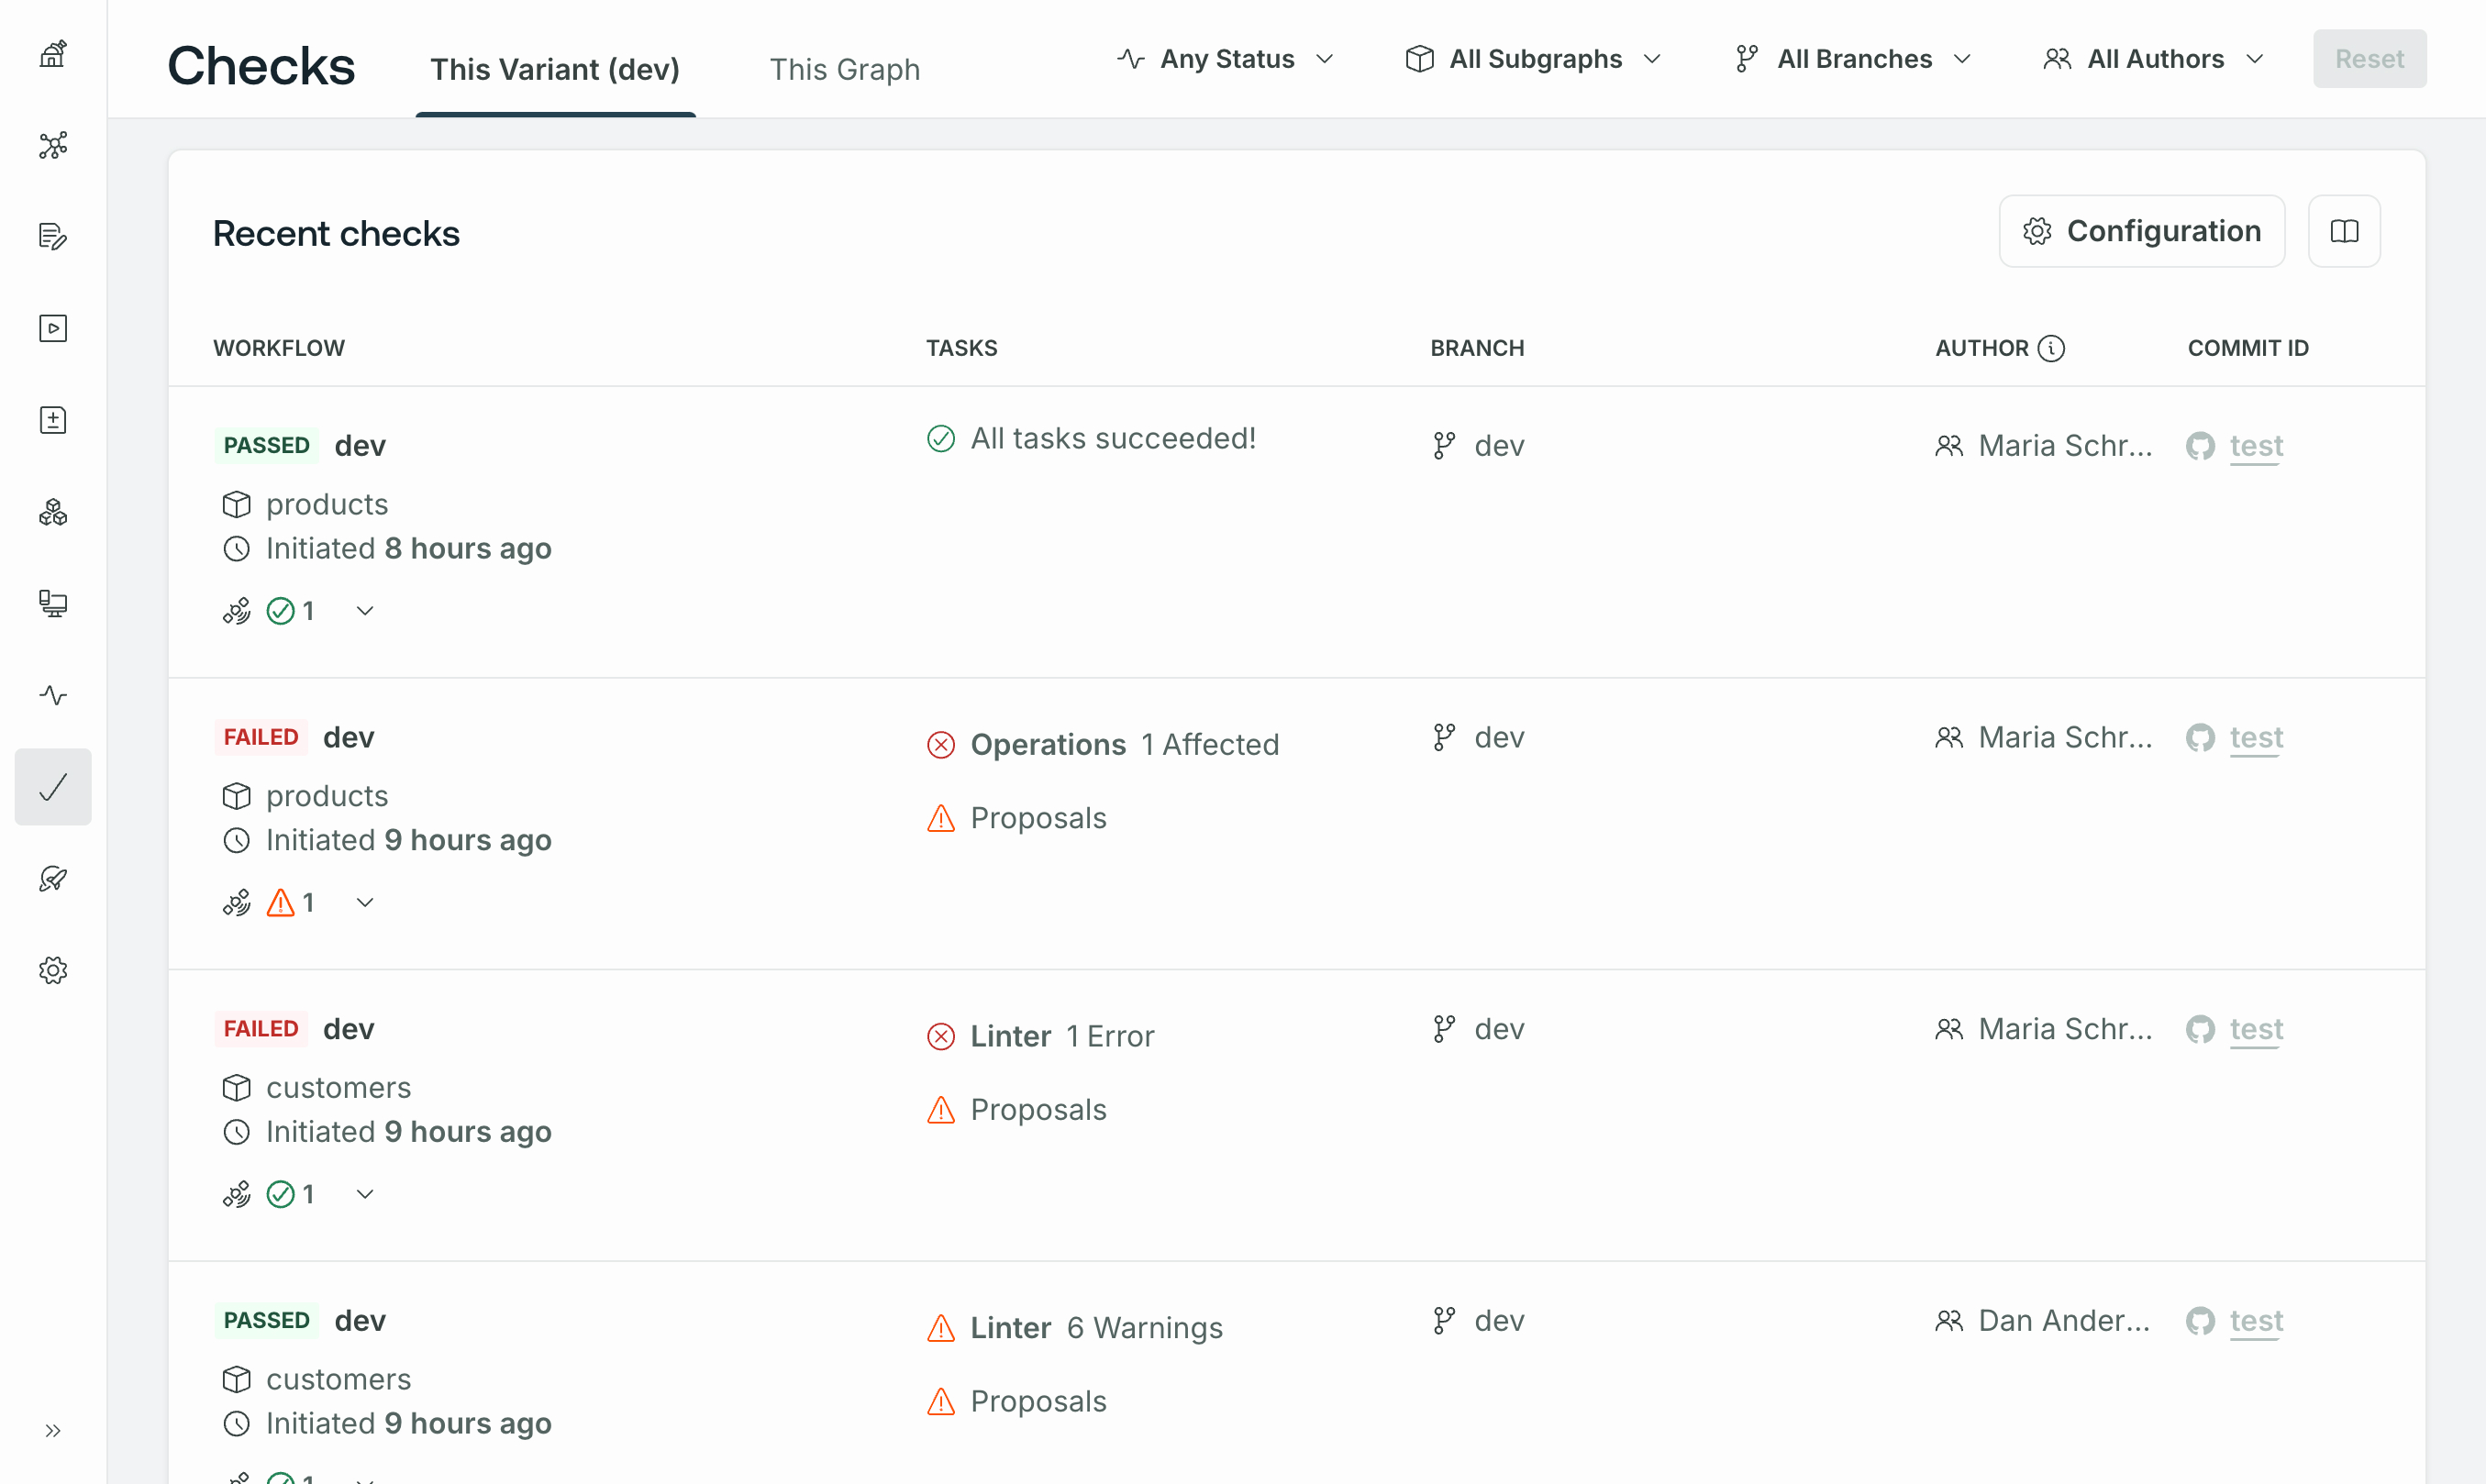 Checks
This Variant (dev)
This Graph
Any Status
All Subgraphs
All Branches
All Authors
Reset
Recent checks
Configuration
WORKFLOW
TASKS
BRANCH
AUTHOR
COMMIT ID
PASSED dev
products
Initiated 8 hours ago
1
All tasks succeeded!
dev
Maria Schr...
test
FAILED dev
products
Initiated 9 hours ago
1
Operations 1 Affected
Proposals
dev
Maria Schr...
test
FAILED dev
customers
Initiated 9 hours ago
1
Linter 1 Error
Proposals
dev
Maria Schr...
test
PASSED dev
customers
Initiated 9 hours ago
1
Linter 6 Warnings
Proposals
dev
Dan Ander...
test